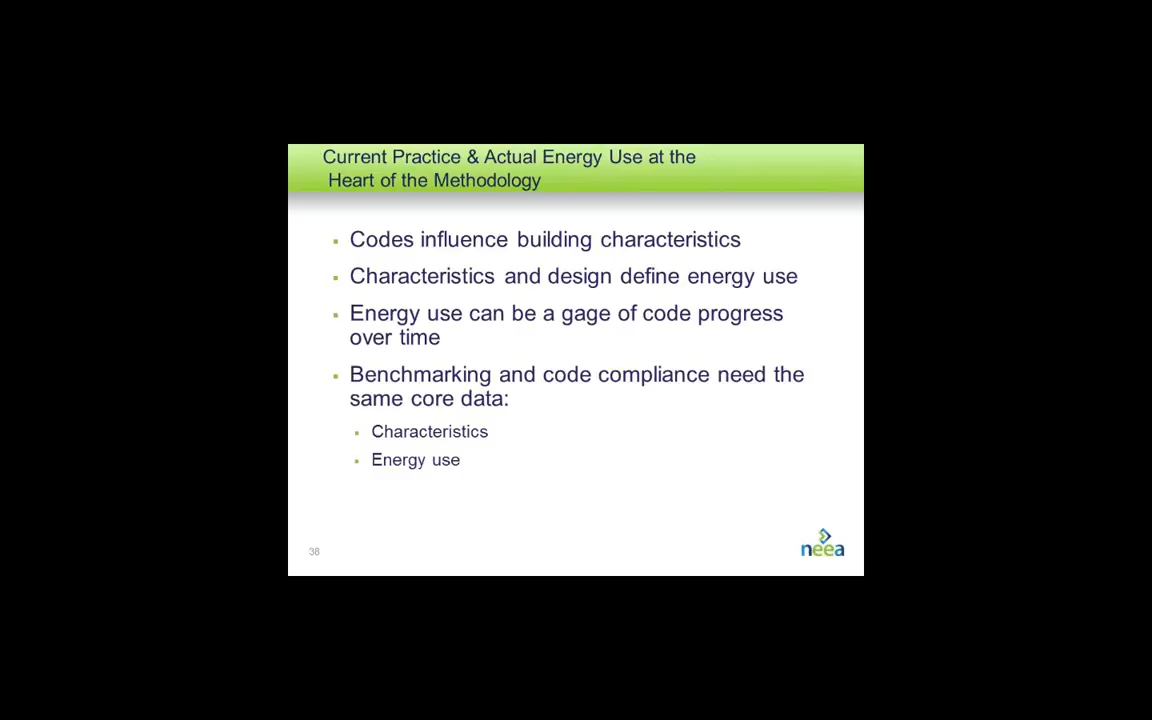 Current Practice & Actual Energy Use at the
Heart of the Methodology
▪ Codes influence building characteristics
▪ Characteristics and design define energy use
▪ Energy use can be a gage of code progress
over time
▪ Benchmarking and code compliance need the
same core data:
▪ Characteristics
▪ Energy use
38
neea